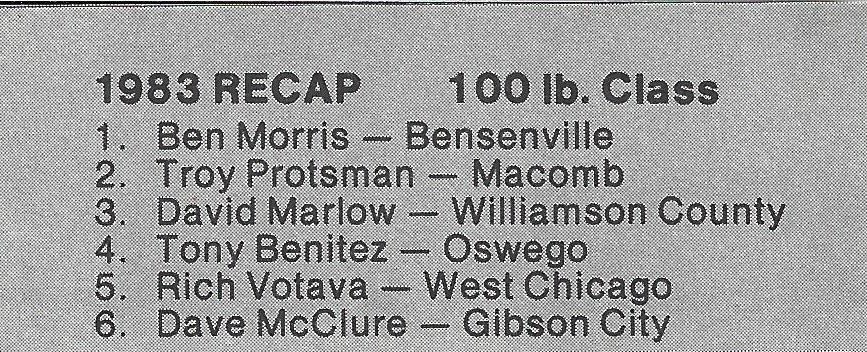 1983 RECAP 100 lb. Class
1. Ben Morris — Bensenville
2. Troy Protsman — Macomb
3. David Marlow — Williamson County
4. Tony Benitez — Oswego
5. Rich Votava — West Chicago
6. Dave McClure — Gibson City